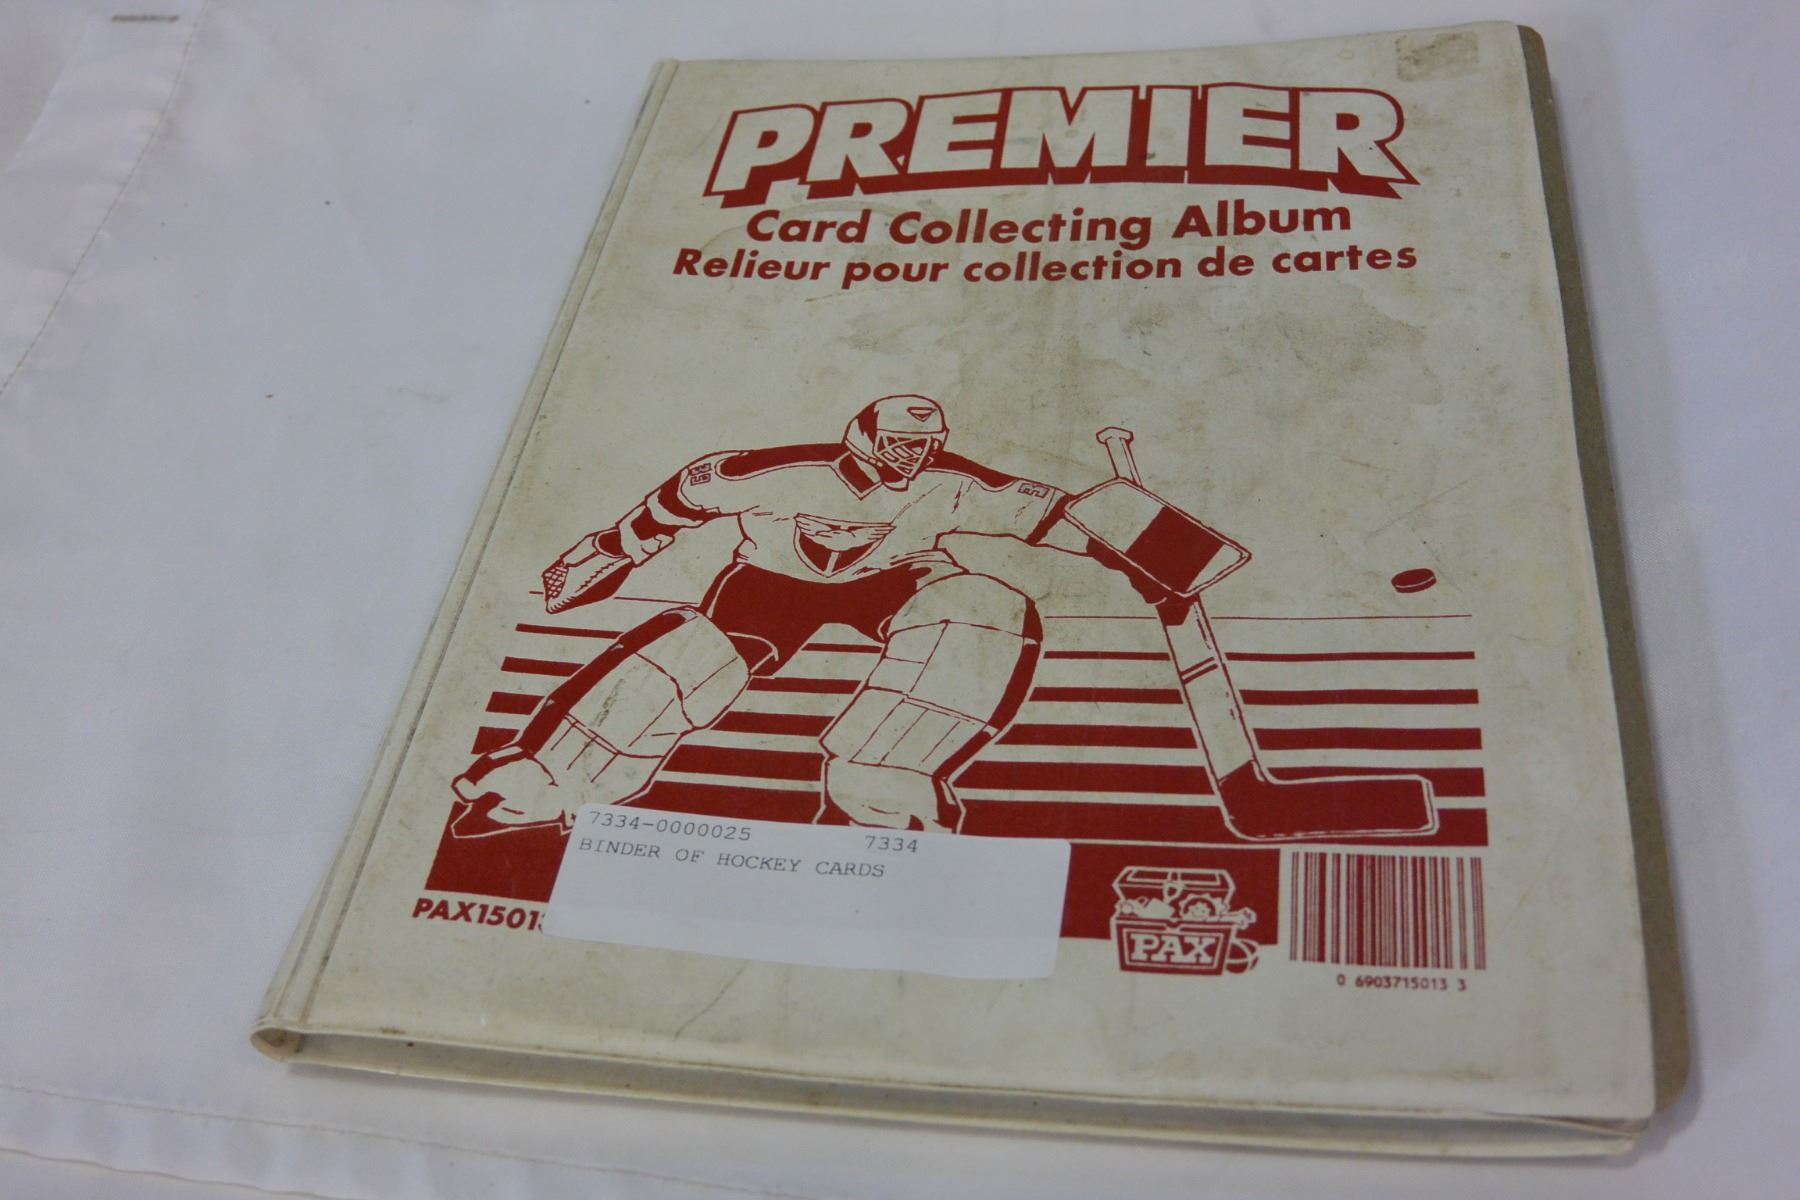 PREMIER
Card Collecting Album
Relieur pour collection de cartes
7334-0000025 7334
BINDER OF HOCKEY CARDS
PAX1501
PAX
0 6903715013 3